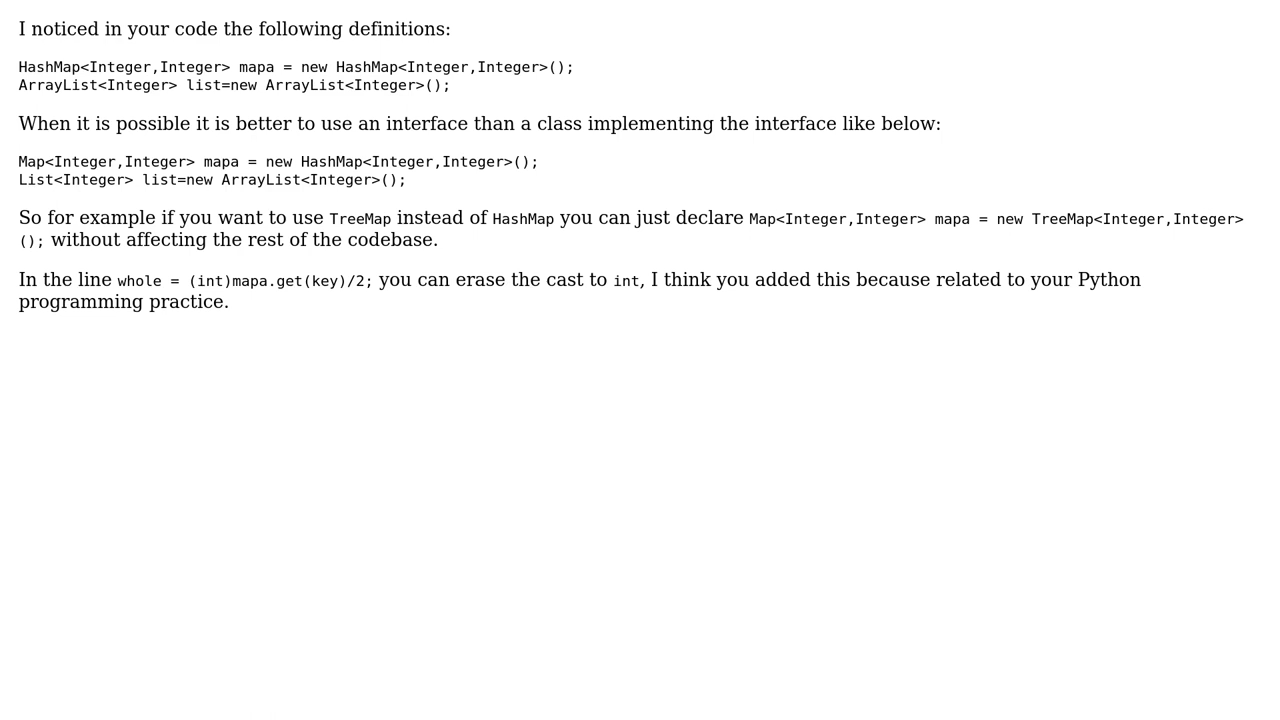 I noticed in your code the following definitions:
HashMap<Integer,Integer> mapa = new HashMap<Integer,Integer>();
ArrayList<Integer> list=new ArrayList<Integer>();
When it is possible it is better to use an interface than a class implementing the interface like below:
Map<Integer,Integer> mapa = new HashMap<Integer,Integer>();
List<Integer> list=new ArrayList<Integer>();
So for example if you want to use TreeMap instead of HashMap you can just declare Map<Integer,Integer> mapa = new TreeMap<Integer,Integer>
(); without affecting the rest of the codebase.
In the line whole = (int)mapa.get(key)/2; you can erase the cast to int, I think you added this because related to your Python
programming practice.